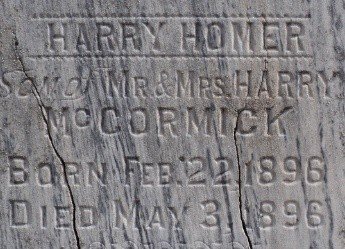 HARRY HOMER
SON of MR. & MRS. HARRY
McCORMICK
BORN FEB. 22, 1896
DIED MAY 3, 1896